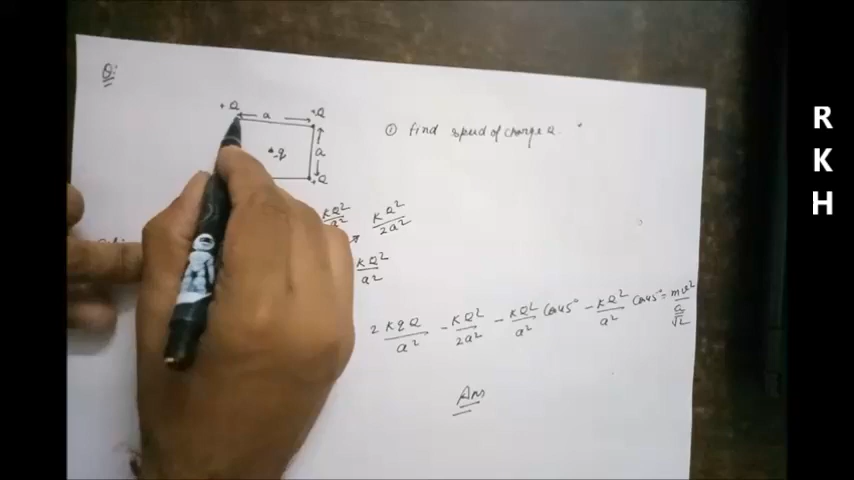 Q:
+Q a +Q
① find speed of charge Q.
a
-q
+Q
KQ²/a² KQ²/2a²
KQ²/a²
2KqQ/a² - KQ²/2a² - KQ²/a² Cos45° - KQ²/a² Cos45° = mv²/a/√2
Ans
R
K
H